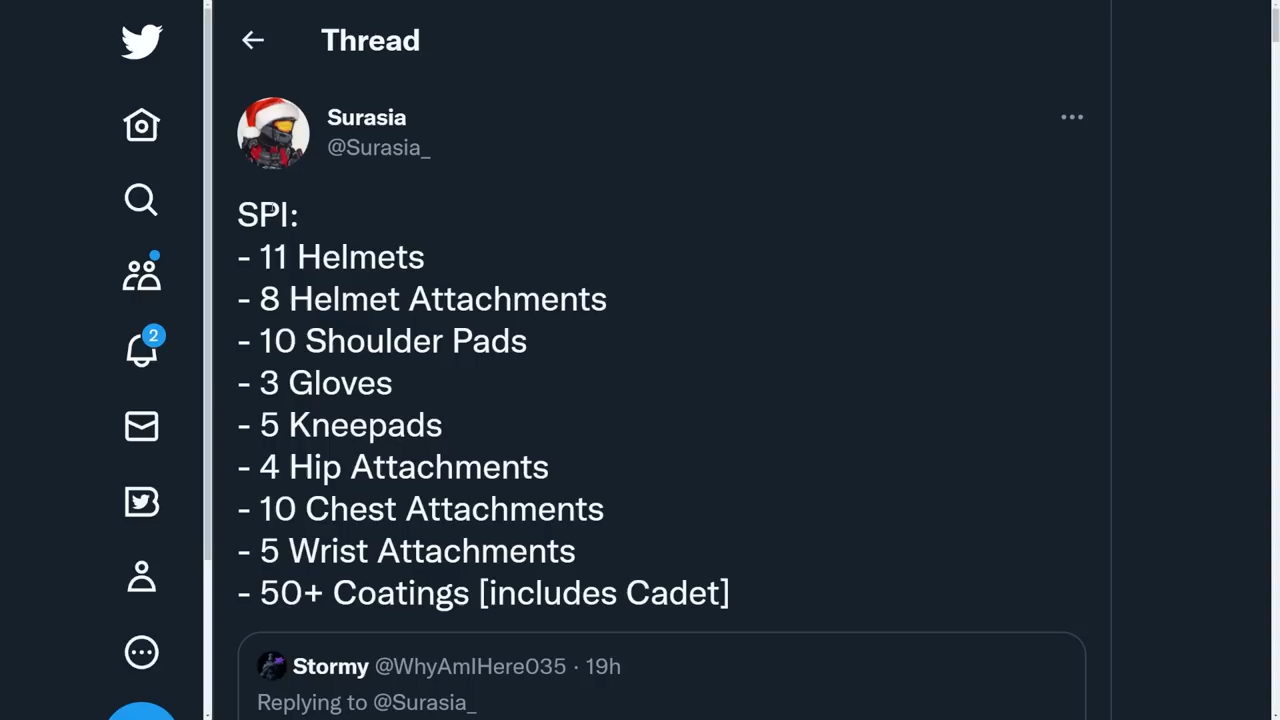 Thread
Surasia
@Surasia_
SPI:
- 11 Helmets
- 8 Helmet Attachments
- 10 Shoulder Pads
- 3 Gloves
- 5 Kneepads
- 4 Hip Attachments
- 10 Chest Attachments
- 5 Wrist Attachments
- 50+ Coatings [includes Cadet]
Stormy @WhyAmIHere035 · 19h
Replying to @Surasia_
2